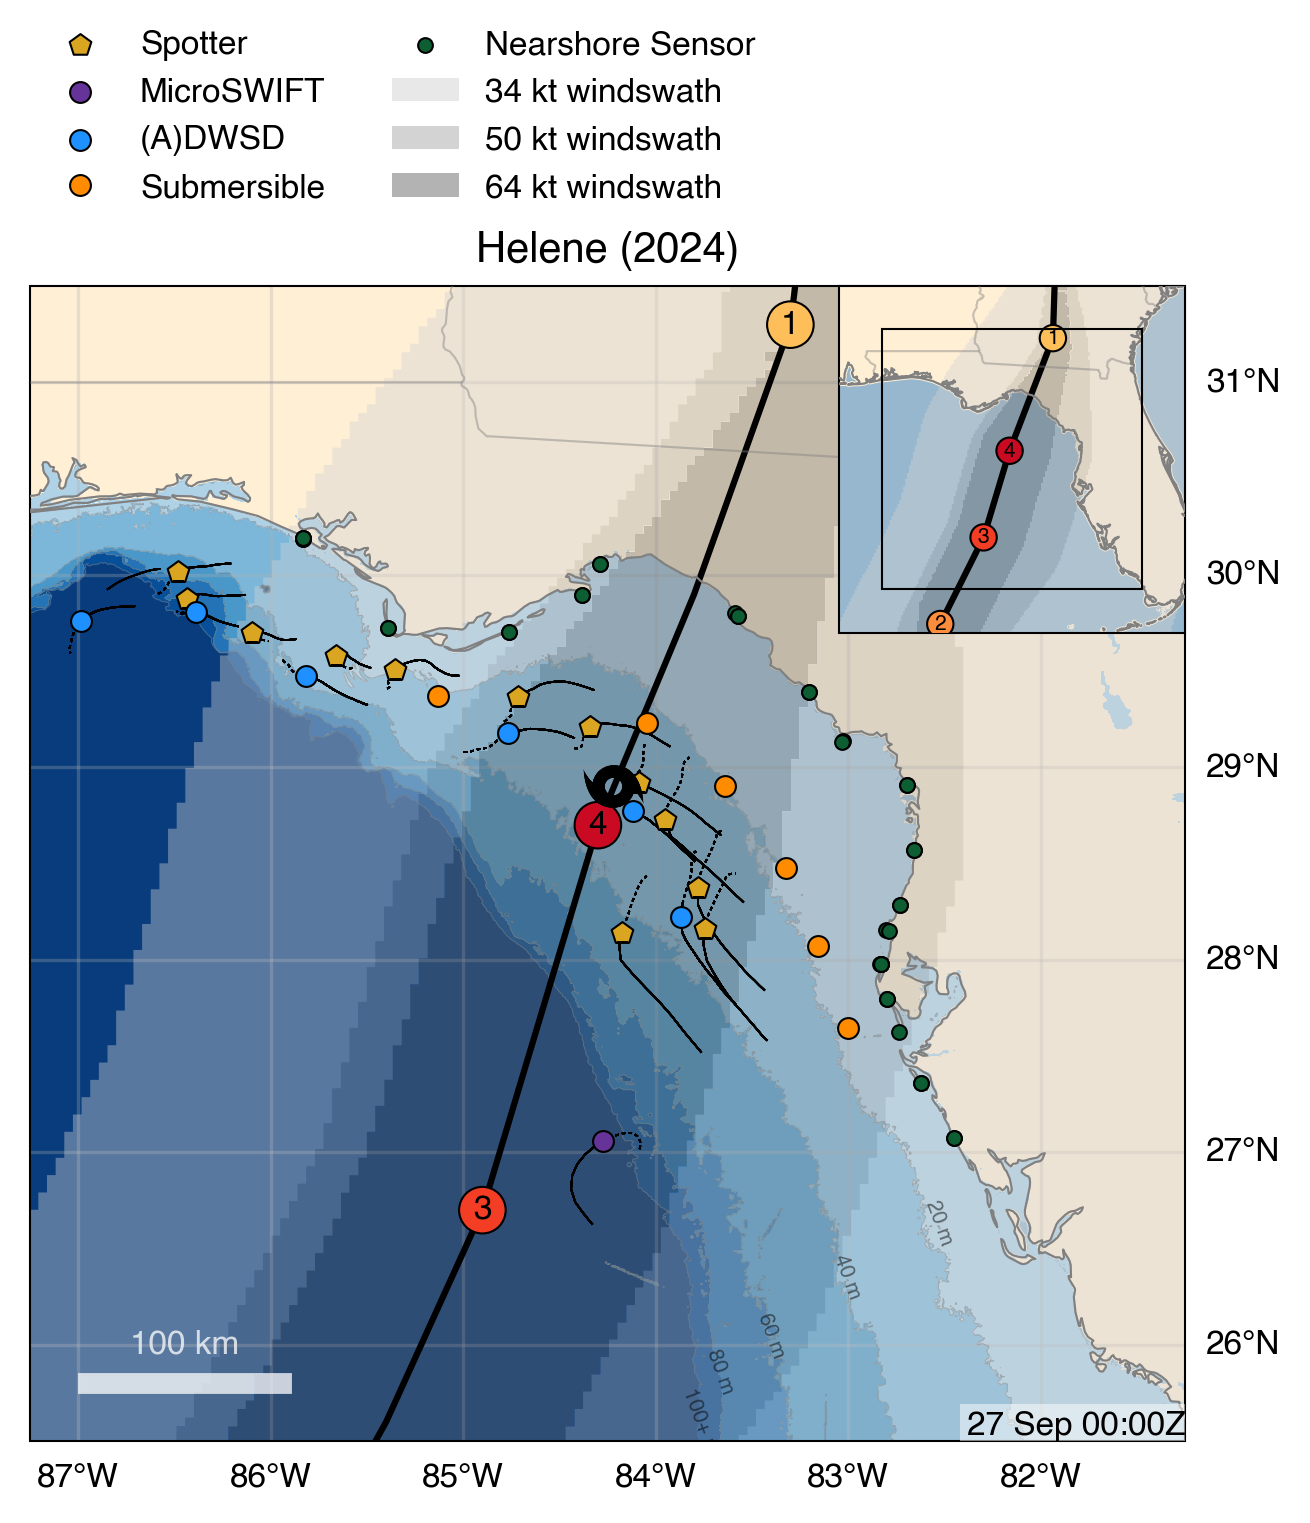 Spotter
MicroSWIFT
(A)DWSD
Submersible
Nearshore Sensor
34 kt windswath
50 kt windswath
64 kt windswath
Helene (2024)
1
1
4
3
2
4
3
31°N
30°N
29°N
28°N
27°N
26°N
20 m
40 m
60 m
80 m
100+
100 km
27 Sep 00:00Z
87°W
86°W
85°W
84°W
83°W
82°W